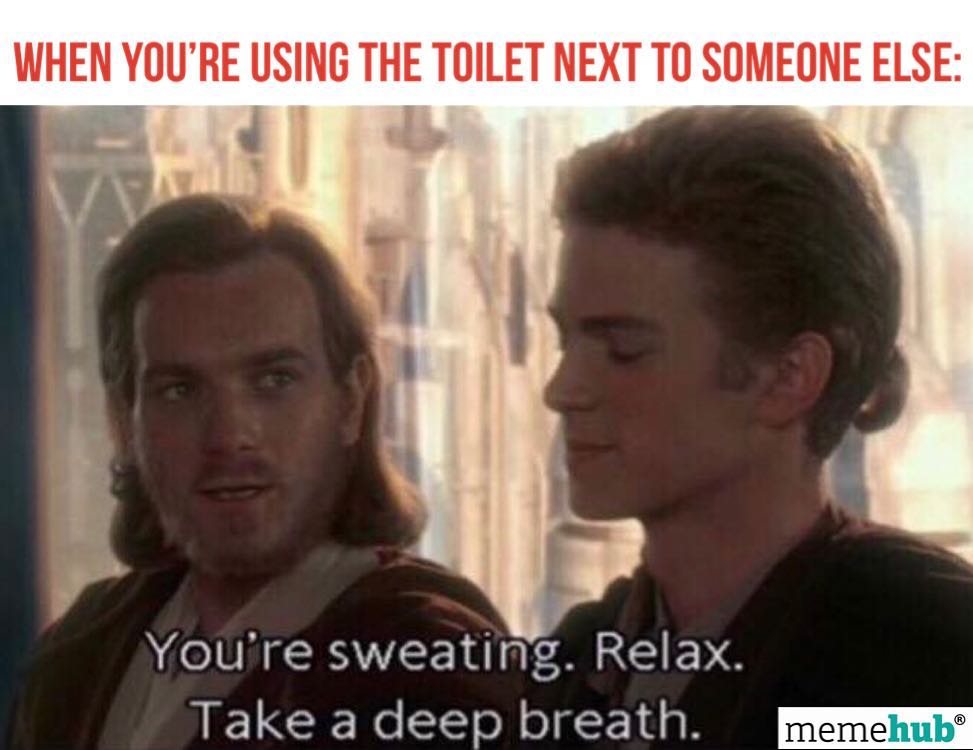 WHEN YOU'RE USING THE TOILET NEXT TO SOMEONE ELSE:
You're sweating. Relax.
Take a deep breath.
memehub®